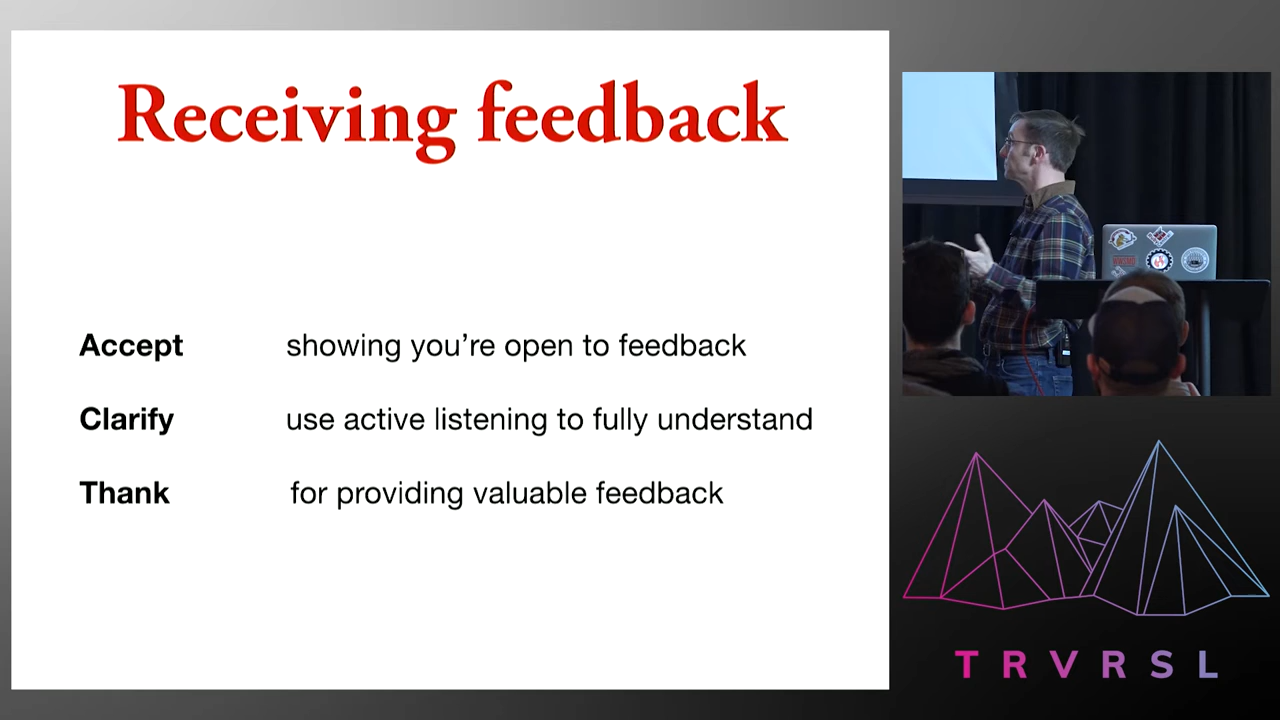 Receiving feedback
Accept showing you’re open to feedback
Clarify use active listening to fully understand
Thank for providing valuable feedback
TRVRSL